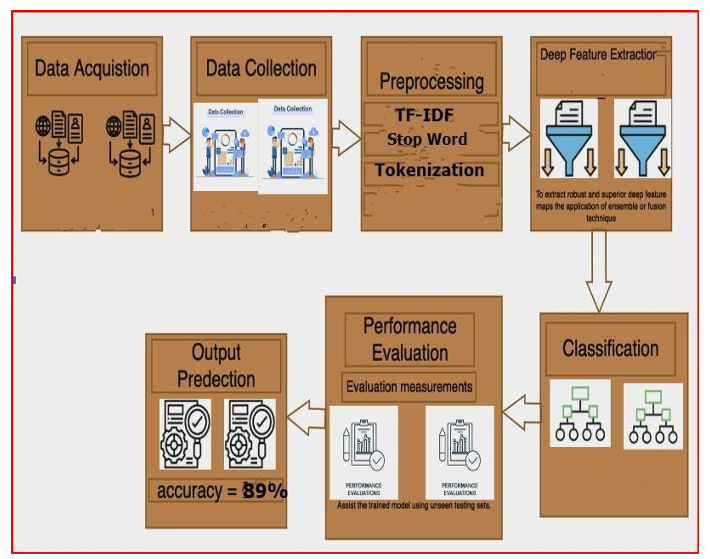 Data Acquistion
Data Collection
Data Collection
Data Collection
Preprocessing
TF-IDF
Stop Word
Tokenization
Deep Feature Extraction
To extract robust and superior deep feature
maps the application of ensemble or fusion
technique
Classification
Performance
Evaluation
Evaluation measurements
PERFORMANCE
EVALUATIONS
PERFORMANCE
EVALUATIONS
Assist the trained model using unseen testing sets.
Output
Predection
accuracy = 89%